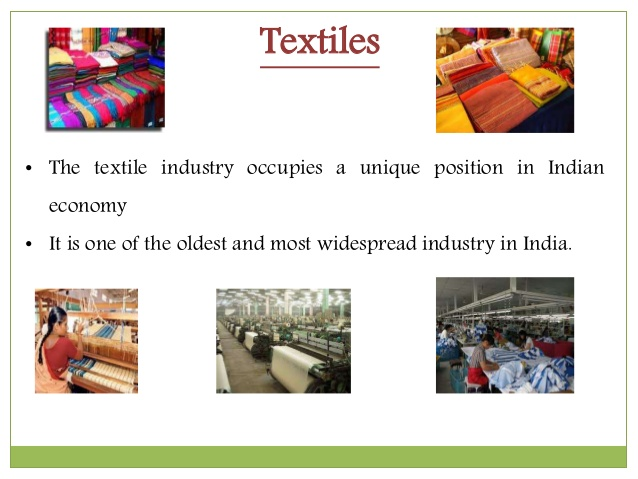 Textiles
• The textile industry occupies a unique position in Indian
economy
• It is one of the oldest and most widespread industry in India.